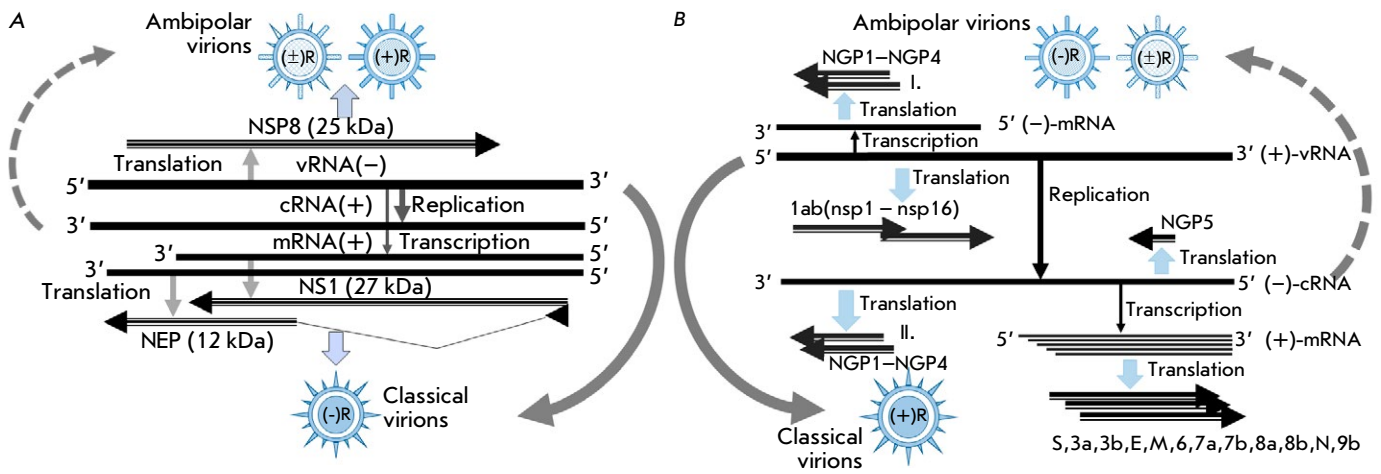 A
Ambipolar
virions
(±)R
(+)R
NSP8 (25 kDa)
Translation
vRNA(−)
5′
3′
cRNA(+)
Replication
3′
5′
mRNA(+)
Transcription
3′
5′
3′
5′
Translation
NS1 (27 kDa)
NEP (12 kDa)
(-)R
Classical
virions
B
Ambipolar virions
(-)R
(±)R
NGP1−NGP4
I.
Translation
3′
5′ (−)-mRNA
Transcription
5′
3′ (+)-vRNA
Translation
Replication
1ab(nsp1 − nsp16)
NGP5
Translation
3′
5′ (−)-cRNA
Translation
Transcription
II.
NGP1−NGP4
5′
3′ (+)-mRNA
Translation
(+)R
Classical
virions
S,3a,3b,E,M,6,7a,7b,8a,8b,N,9b